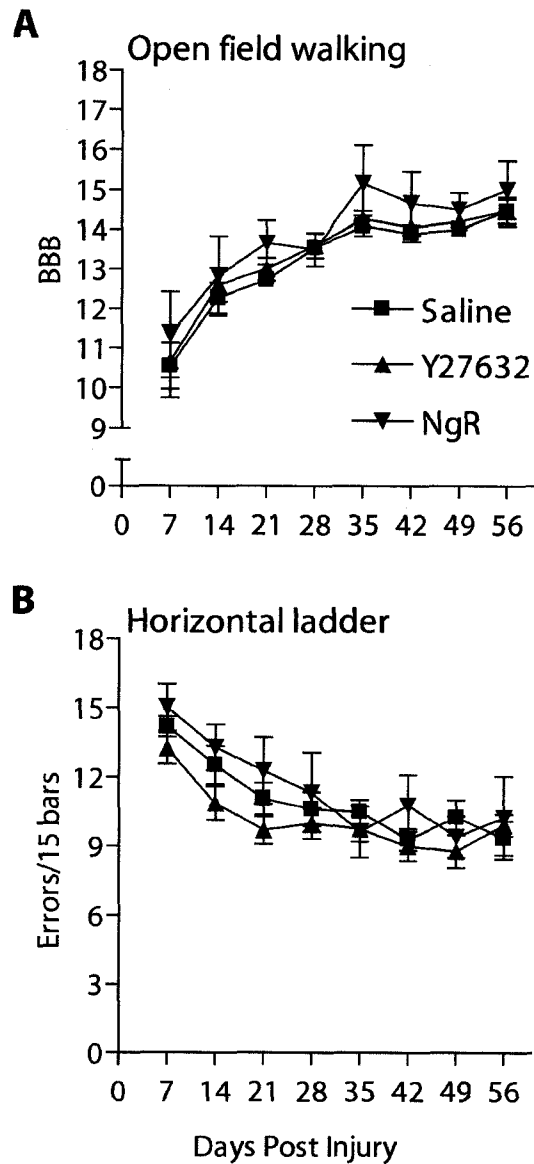 A
Open field walking
18
17
16
15
14
13
12
11
10
9
0
BBB
Saline
Y27632
NgR
0 7 14 21 28 35 42 49 56
B
Horizontal ladder
18
15
12
9
6
3
0
Errors/15 bars
0 7 14 21 28 35 42 49 56
Days Post Injury